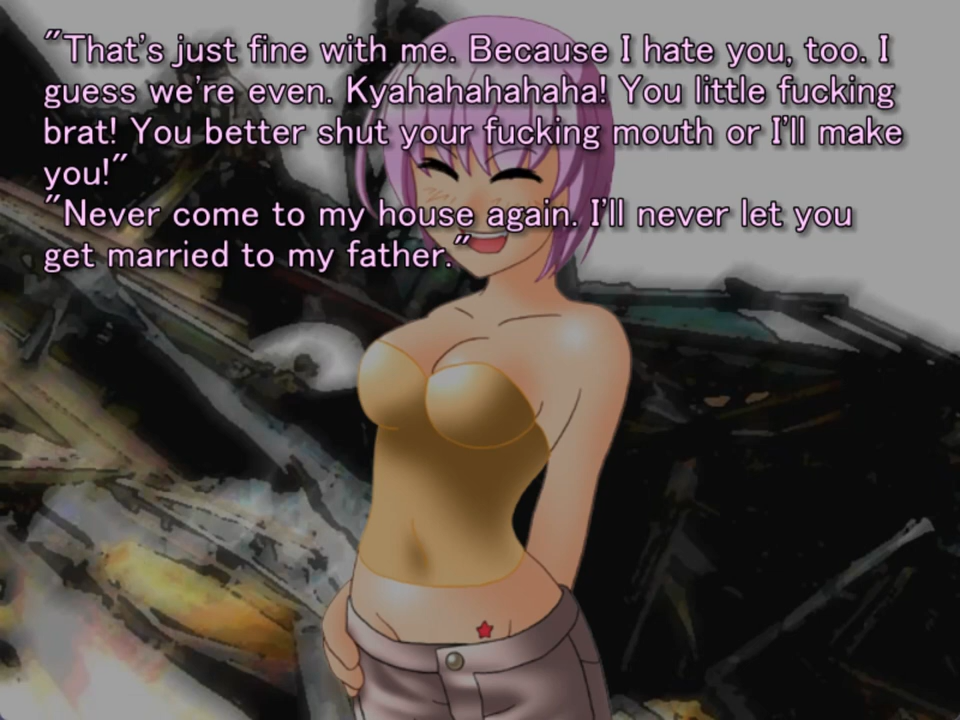 "That's just fine with me. Because I hate you, too. I
guess we're even. Kyahahahahaha! You little fucking
brat! You better shut your fucking mouth or I'll make
you!"
"Never come to my house again. I'll never let you
get married to my father."